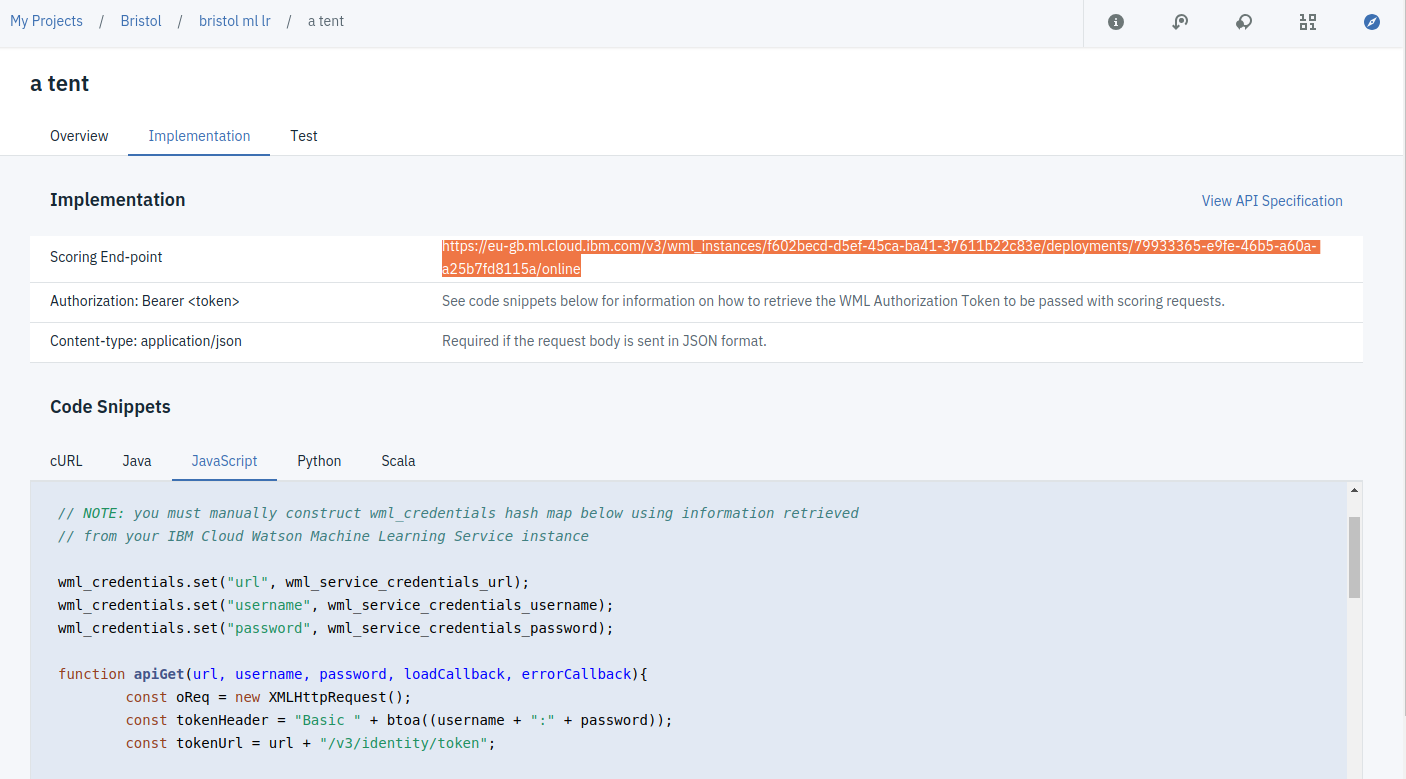 My Projects / Bristol / bristol ml lr / a tent
a tent
Overview Implementation Test
Implementation
View API Specification
Scoring End-point
https://eu-gb.ml.cloud.ibm.com/v3/wml_instances/f602becd-d5ef-45ca-ba41-37611b22c83e/deployments/79933365-e9fe-46b5-a60a-
a25b7fd8115a/online
Authorization: Bearer <token>
See code snippets below for information on how to retrieve the WML Authorization Token to be passed with scoring requests.
Content-type: application/json
Required if the request body is sent in JSON format.
Code Snippets
cURL Java JavaScript Python Scala
// NOTE: you must manually construct wml_credentials hash map below using information retrieved
// from your IBM Cloud Watson Machine Learning Service instance
wml_credentials.set("url", wml_service_credentials_url);
wml_credentials.set("username", wml_service_credentials_username);
wml_credentials.set("password", wml_service_credentials_password);
function apiGet(url, username, password, loadCallback, errorCallback){
const oReq = new XMLHttpRequest();
const tokenHeader = "Basic " + btoa((username + ":" + password));
const tokenUrl = url + "/v3/identity/token";